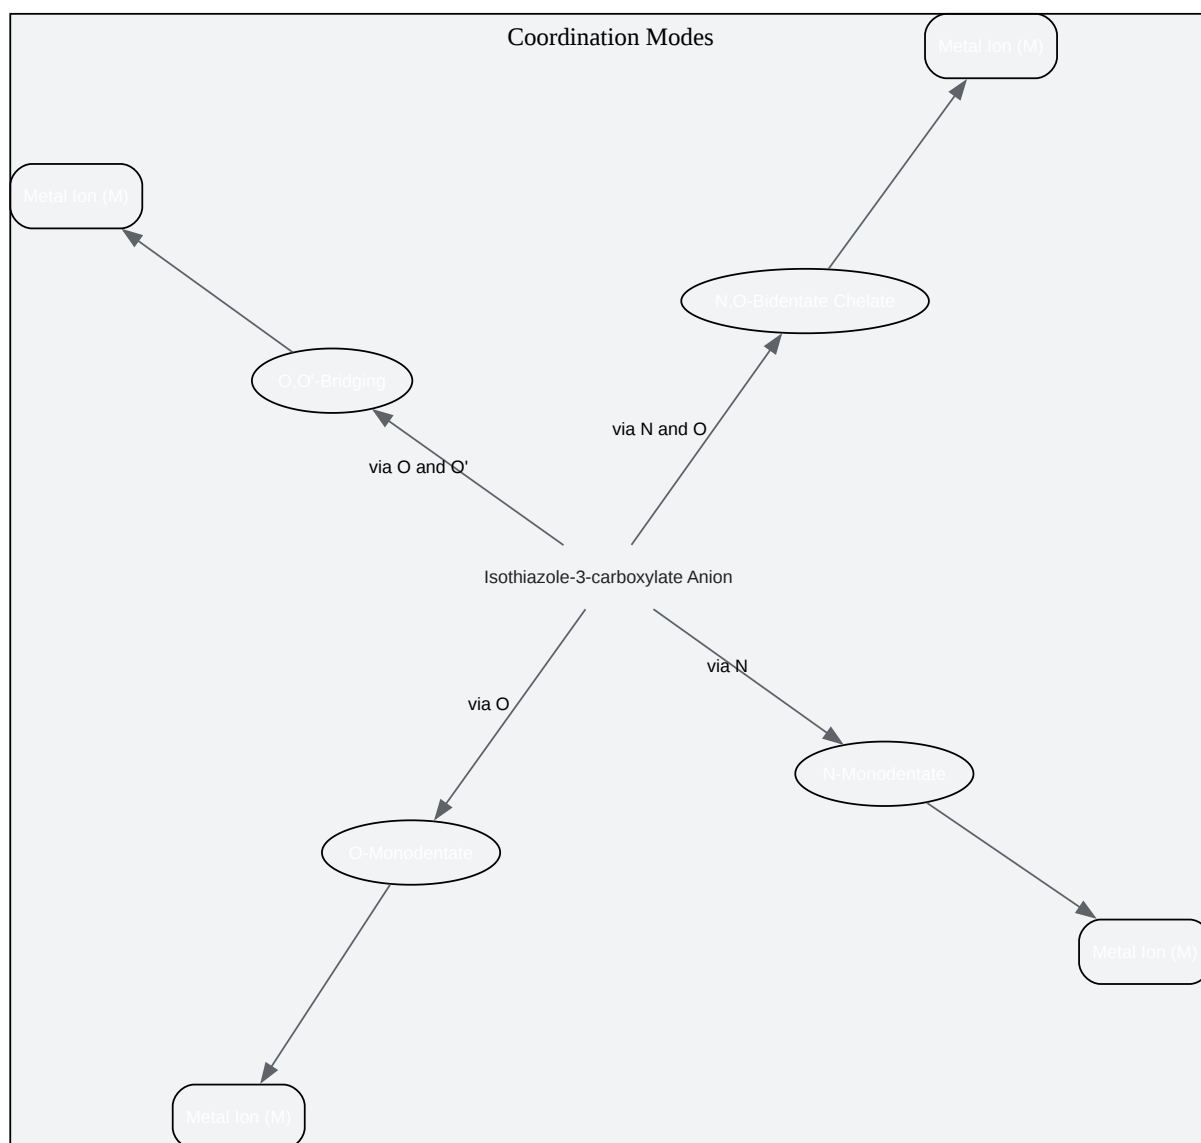 Coordination Modes
Metal Ion (M)
Metal Ion (M)
N,O-Bidentate Chelate
O,O'-Bridging
via N and O
via O and O'
Isothiazole-3-carboxylate Anion
via N
via O
N-Monodentate
O-Monodentate
Metal Ion (M)
Metal Ion (M)